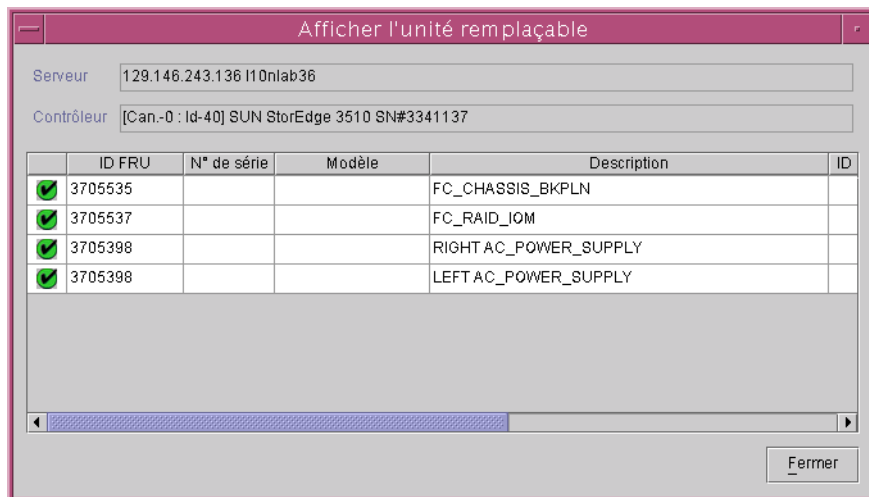 Afficher l'unité remplaçable
Serveur 129.146.243.136 l10nlab36
Contrôleur [Can.-0 : Id-40] SUN StorEdge 3510 SN#3341137
ID FRU N° de série Modèle Description ID
3705535 FC_CHASSIS_BKPLN
3705537 FC_RAID_IOM
3705398 RIGHT AC_POWER_SUPPLY
3705398 LEFT AC_POWER_SUPPLY
Fermer